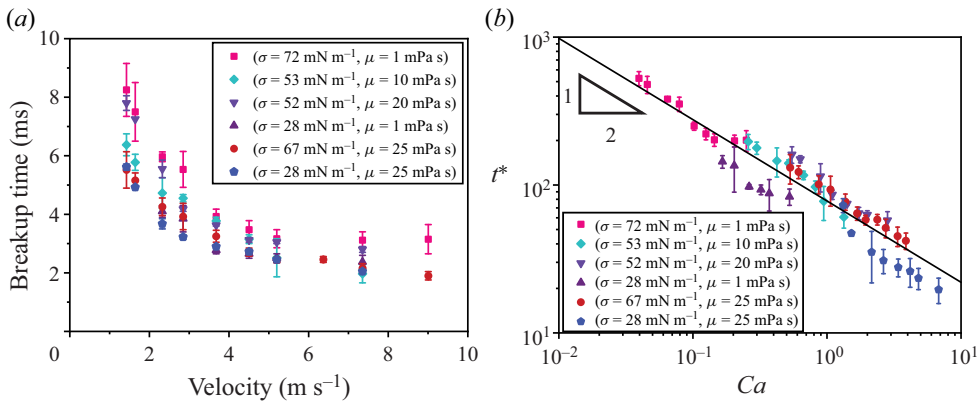 (a)
10
8
6
4
2
0
2
4
6
8
10
Breakup time (ms)
Velocity (m s⁻¹)
(σ = 72 mN m⁻¹, μ = 1 mPa s)
(σ = 53 mN m⁻¹, μ = 10 mPa s)
(σ = 52 mN m⁻¹, μ = 20 mPa s)
(σ = 28 mN m⁻¹, μ = 1 mPa s)
(σ = 67 mN m⁻¹, μ = 25 mPa s)
(σ = 28 mN m⁻¹, μ = 25 mPa s)
(b)
10³
10²
10¹
10⁻²
10⁻¹
10⁰
10¹
t*
Ca
1
2
(σ = 72 mN m⁻¹, μ = 1 mPa s)
(σ = 53 mN m⁻¹, μ = 10 mPa s)
(σ = 52 mN m⁻¹, μ = 20 mPa s)
(σ = 28 mN m⁻¹, μ = 1 mPa s)
(σ = 67 mN m⁻¹, μ = 25 mPa s)
(σ = 28 mN m⁻¹, μ = 25 mPa s)